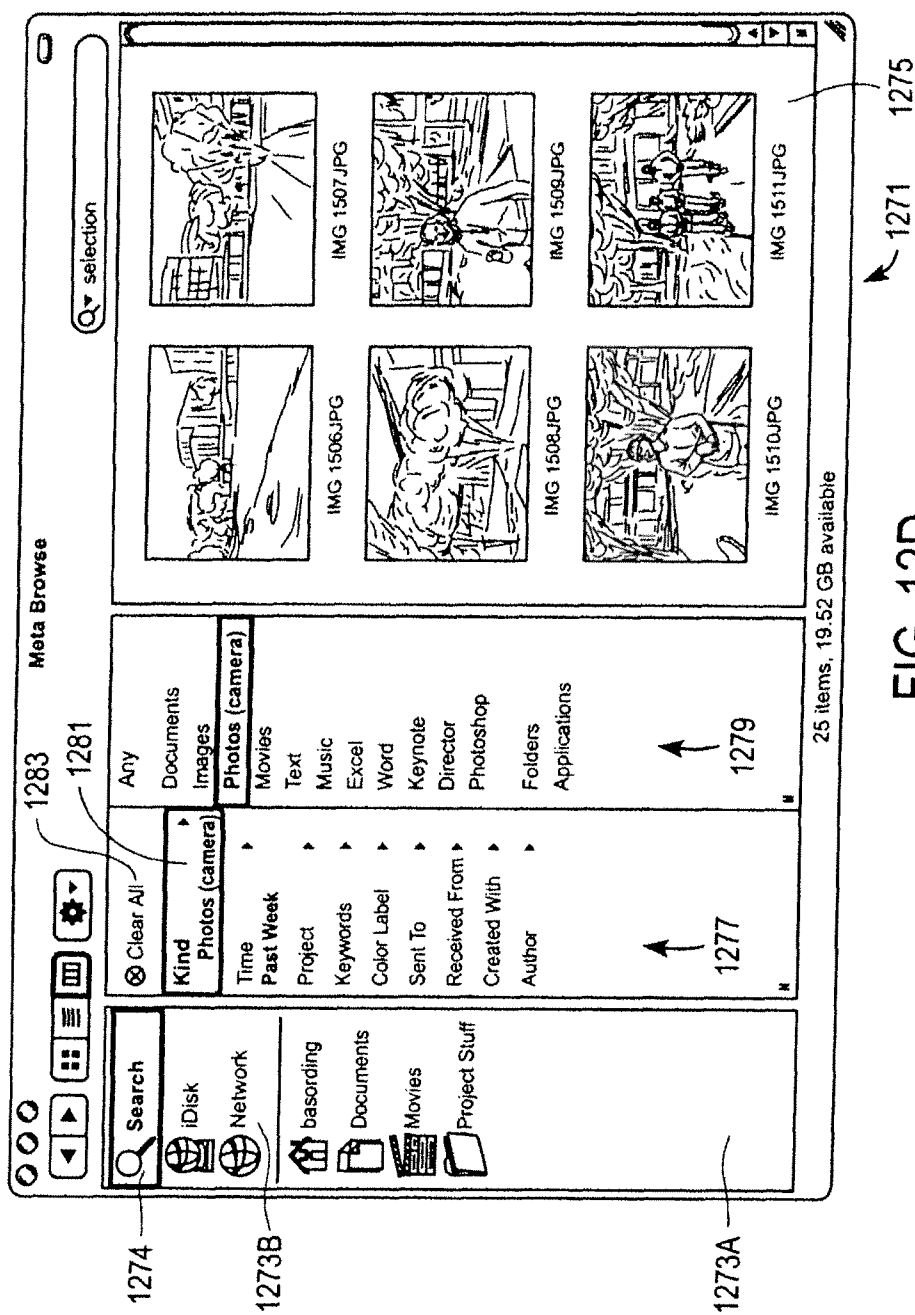 Meta Browse
selection
Search
iDisk
Network
basording
Documents
Movies
Project Stuff
Clear All
Kind
Photos (camera)
Time
Past Week
Project
Keywords
Color Label
Sent To
Received From
Created With
Author
Any
Documents
Images
Photos (camera)
Movies
Text
Music
Excel
Word
Keynote
Director
Photoshop
Folders
Applications
IMG 1506JPG
IMG 1507JPG
IMG 1508JPG
IMG 1509JPG
IMG 1510JPG
IMG 1511JPG
25 items, 19.52 GB available
1283
1281
1274
1273B
1273A
1277
1279
1271
1275